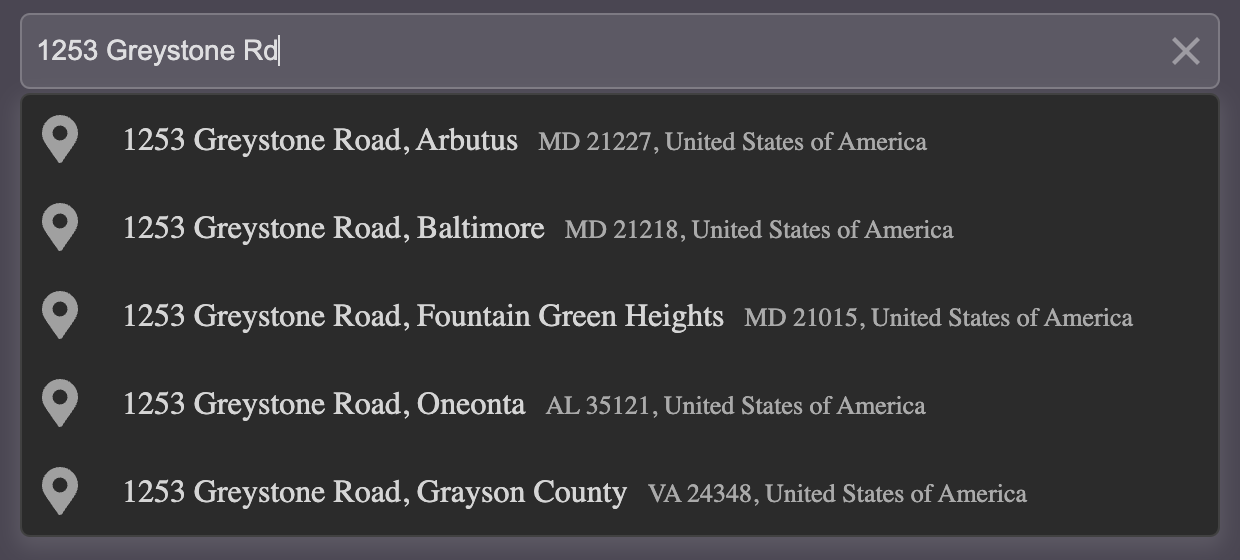 1253 Greystone Rd
1253 Greystone Road, Arbutus MD 21227, United States of America
1253 Greystone Road, Baltimore MD 21218, United States of America
1253 Greystone Road, Fountain Green Heights MD 21015, United States of America
1253 Greystone Road, Oneonta AL 35121, United States of America
1253 Greystone Road, Grayson County VA 24348, United States of America